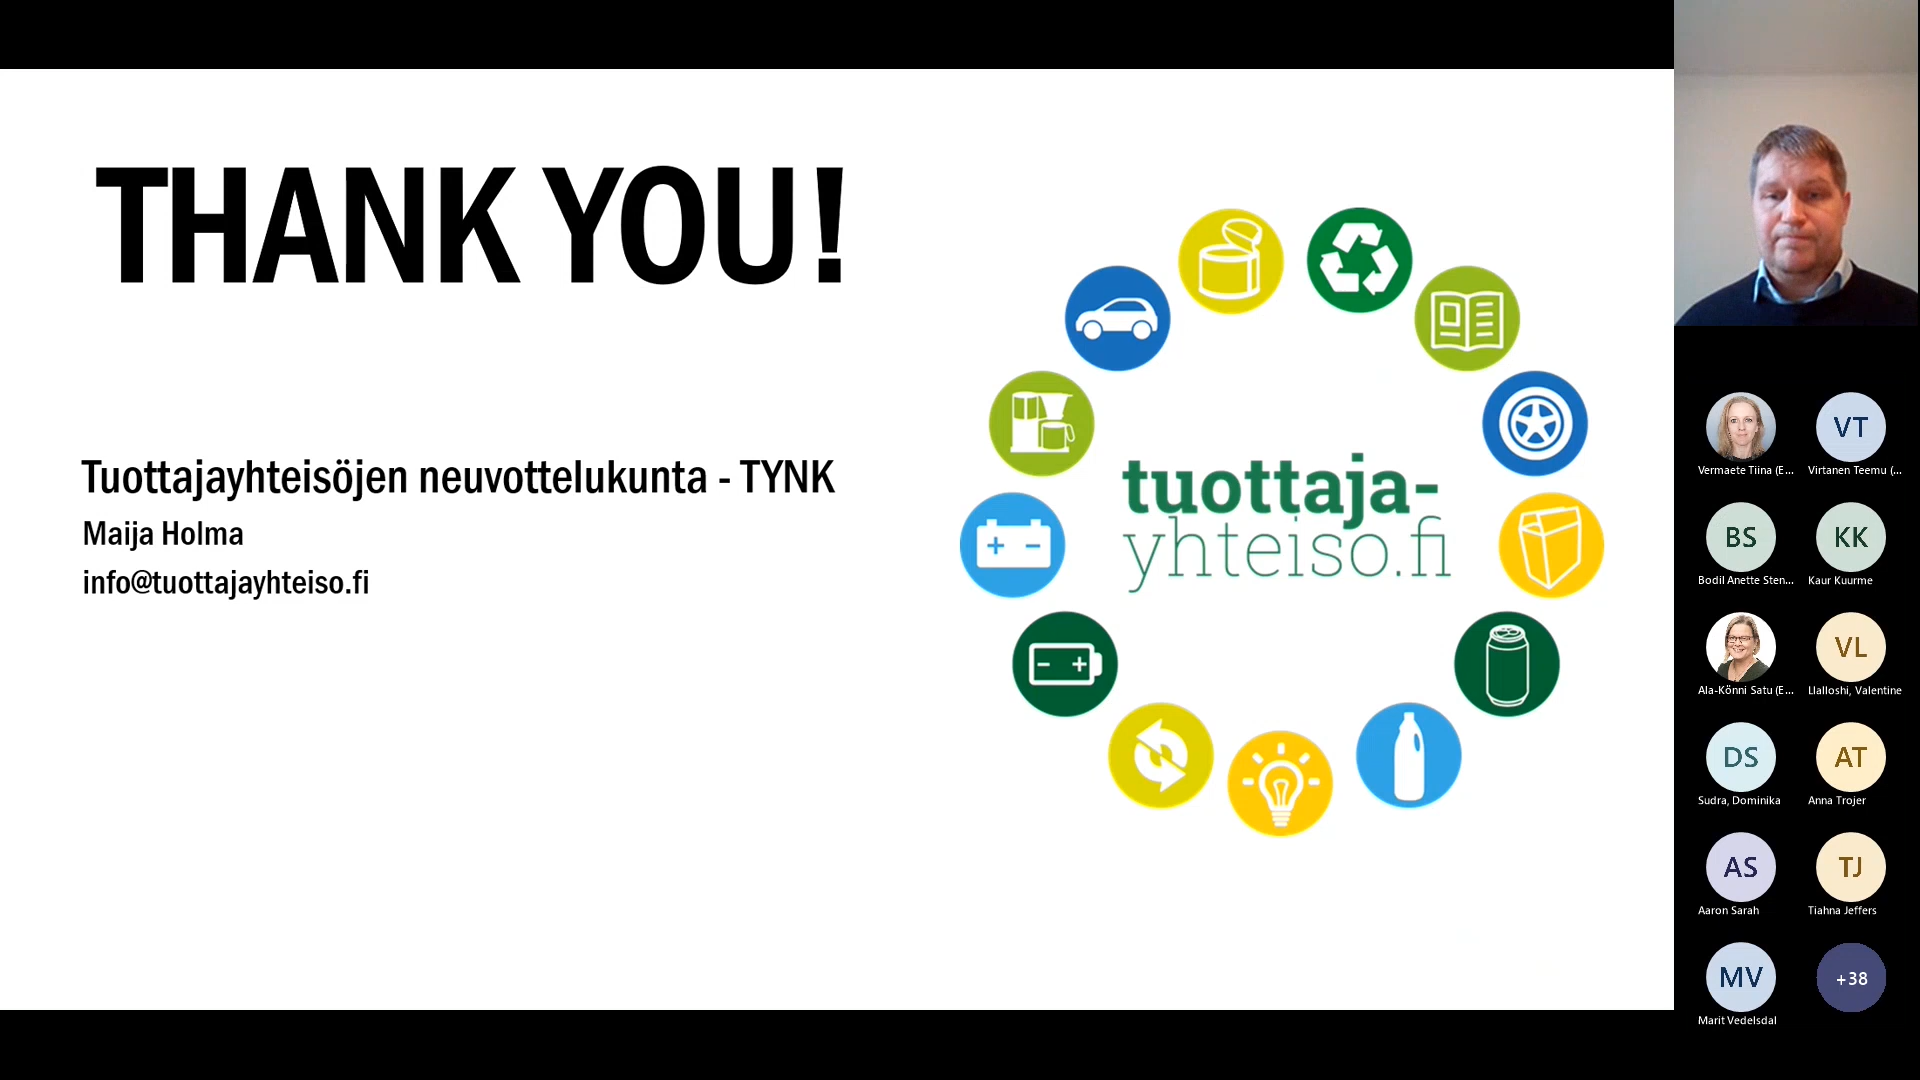 THANK YOU!
Tuottajayhteisöjen neuvottelukunta - TYNK
Maija Holma
info@tuottajayhteiso.fi
tuottaja-
yhteiso.fi
VT
Vermaete Tiina (E...
Virtanen Teemu (...
BS
KK
Bodil Anette Sten...
Kaur Kuurme
VL
Ala-Könni Satu (E...
Llalloshi, Valentine
DS
AT
Sudra, Dominika
Anna Trojer
AS
TJ
Aaron Sarah
Tiahna Jeffers
MV
+38
Marit Vedelsdal